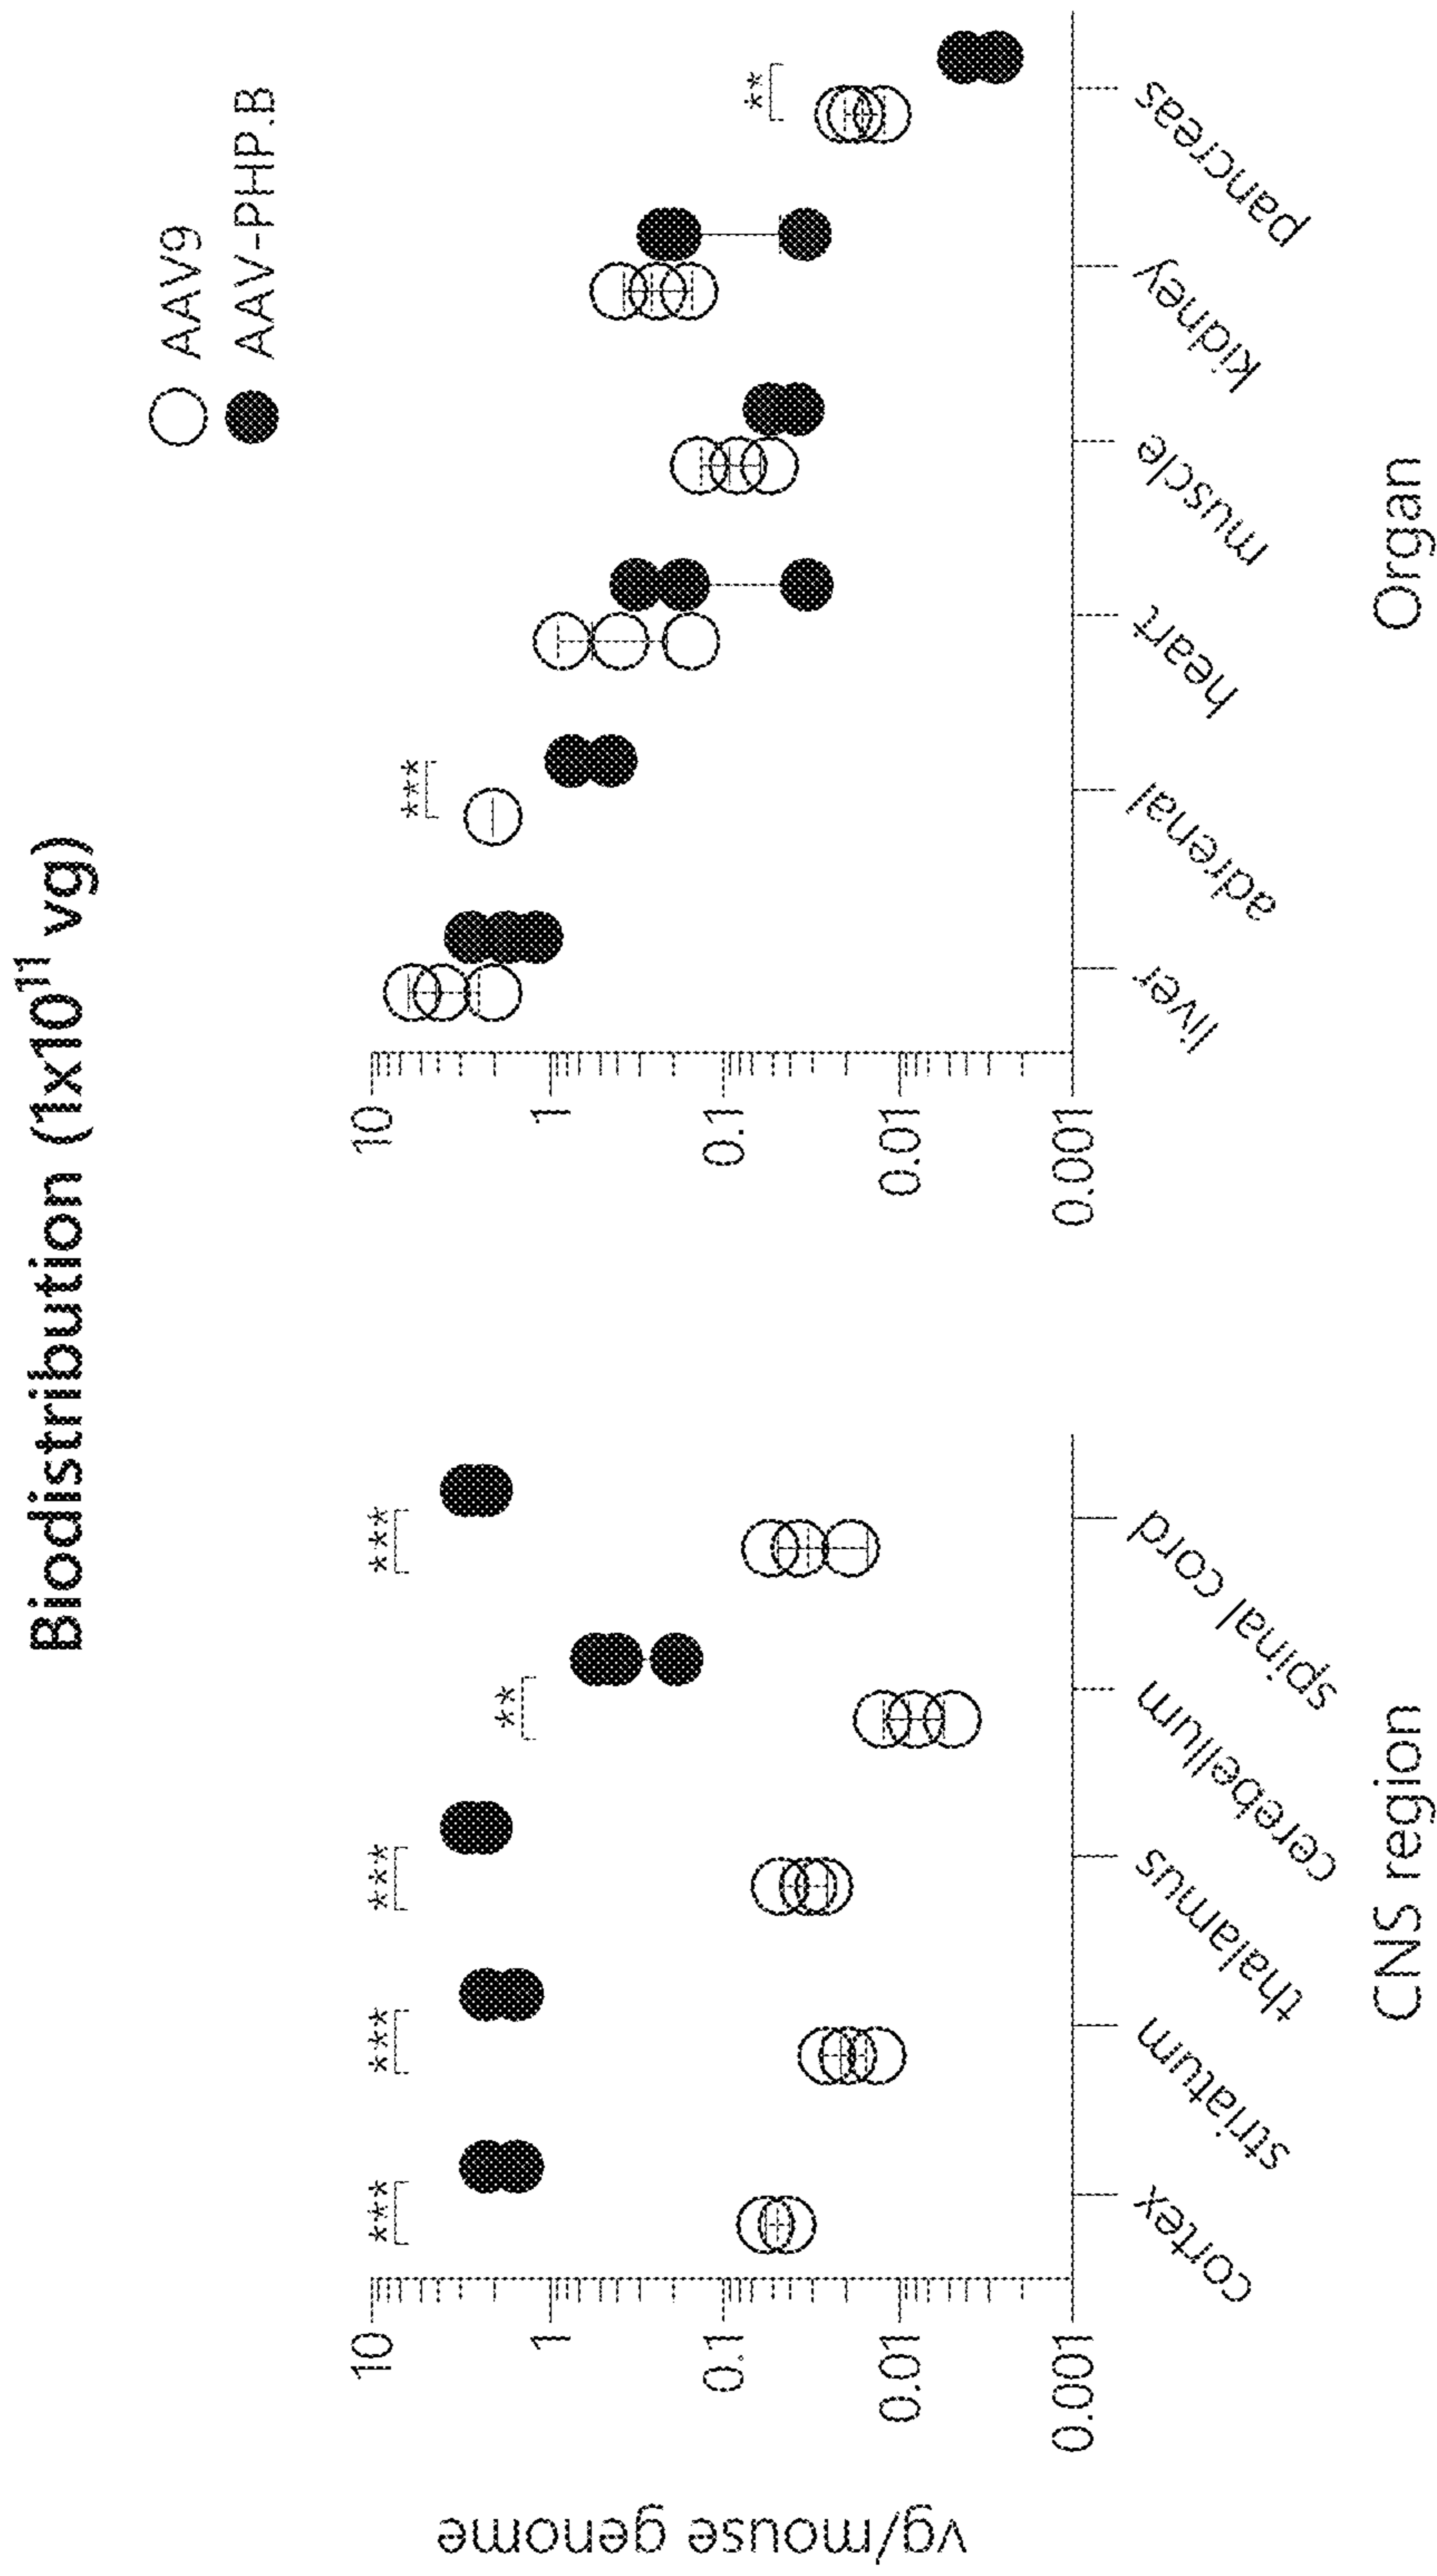 Biodistribution (1x10¹¹ vg)
AAV9
AAV-PHP.B
vg/mouse genome
10
1
0.1
0.01
0.001
***
***
***
**
***
cortex
striatum
thalamus
cerebellum
spinal cord
CNS region
10
1
0.1
0.01
0.001
***
**
liver
adrenal
heart
muscle
kidney
pancreas
Organ